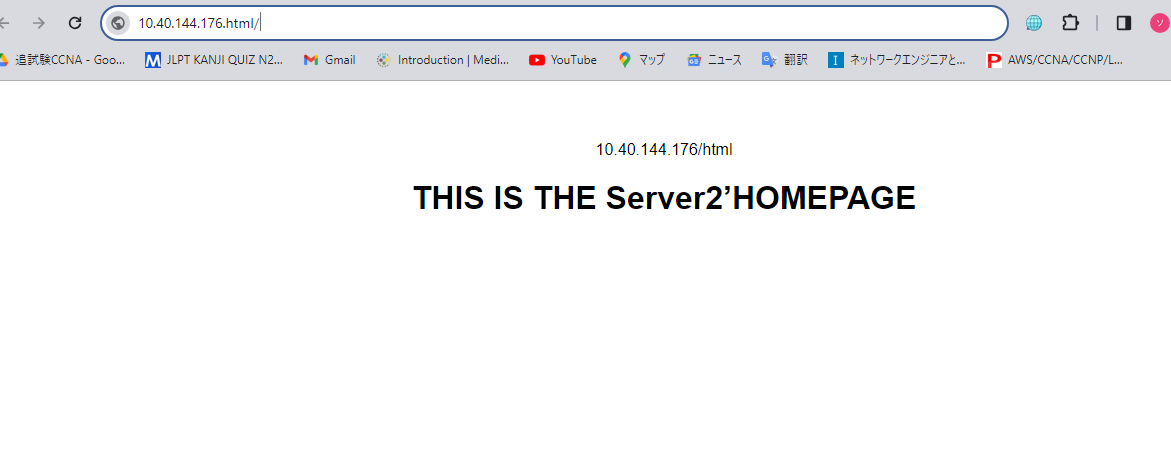 10.40.144.176.html/
追試験CCNA - Goo... JLPT KANJI QUIZ N2... Gmail Introduction | Medi... YouTube マップ ニュース 翻訳 ネットワークエンジニアと... AWS/CCNA/CCNP/L...
10.40.144.176/html
THIS IS THE Server2’HOMEPAGE